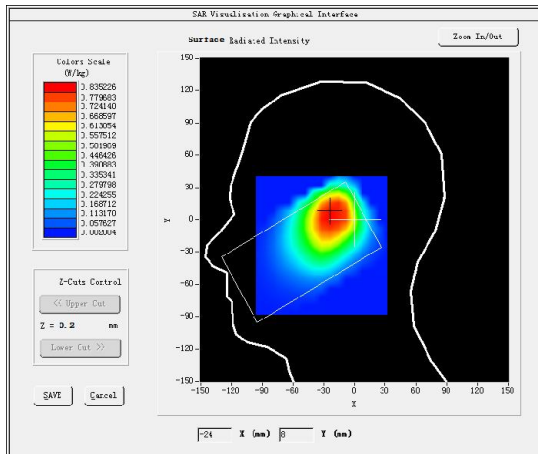 SAR Visualisation Graphical Interface
Surface Radiated Intensity
Zoom In/Out
Colors Scale
(W/kg)
0.835226
0.779683
0.724140
0.668597
0.613054
0.557512
0.501969
0.446426
0.390883
0.335341
0.279798
0.224255
0.168712
0.113170
0.057627
0.002084
Z-Cuts Control
<< Upper Cut
Z = 0.2 mm
Lower Cut >>
SAVE Cancel
150
120
90
60
30
0
-30
-60
-90
-120
-150
Y
-150 -120 -90 -60 -30 0 30 60 90 120 150
X
-24 X (mm) 8 Y (mm)